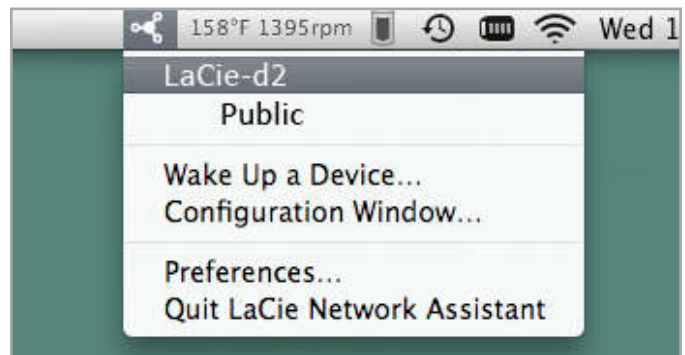 158°F 1395rpm Wed 1
LaCie-d2
Public
Wake Up a Device...
Configuration Window...
Preferences...
Quit LaCie Network Assistant